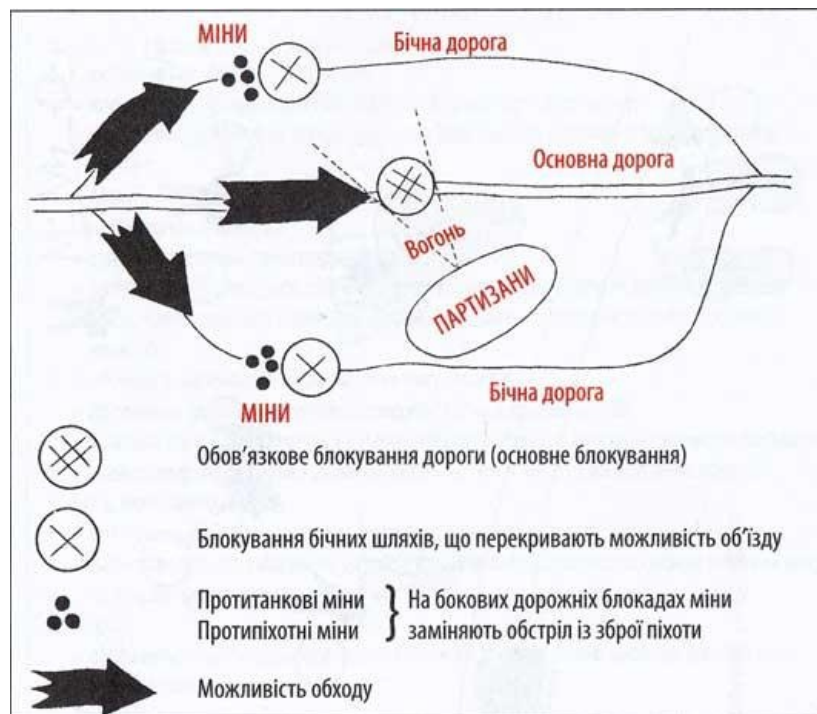 МІНИ
Бічна дорога
Основна дорога
Вогонь
ПАРТИЗАНИ
МІНИ
Бічна дорога
Обов’язкове блокування дороги (основне блокування)
Блокування бічних шляхів, що перекривають можливість об’їзду
Протитанкові міни
Протипіхотні міни
На бокових дорожніх блокадах міни
заміняють обстріл із зброї піхоти
Можливість обходу